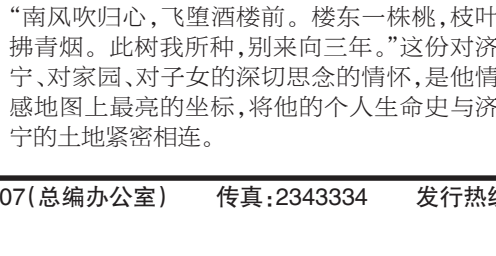 “南风吹归心，飞堕酒楼前。楼东一株桃，枝叶
拂青烟。此树我所种，别来向三年。”这份对济
宁、对家园、对子女的深切思念的情怀，是他情
感地图上最亮的坐标，将他的个人生命史与济
宁的土地紧密相连。
07(总编办公室) 传真:2343334 发行热